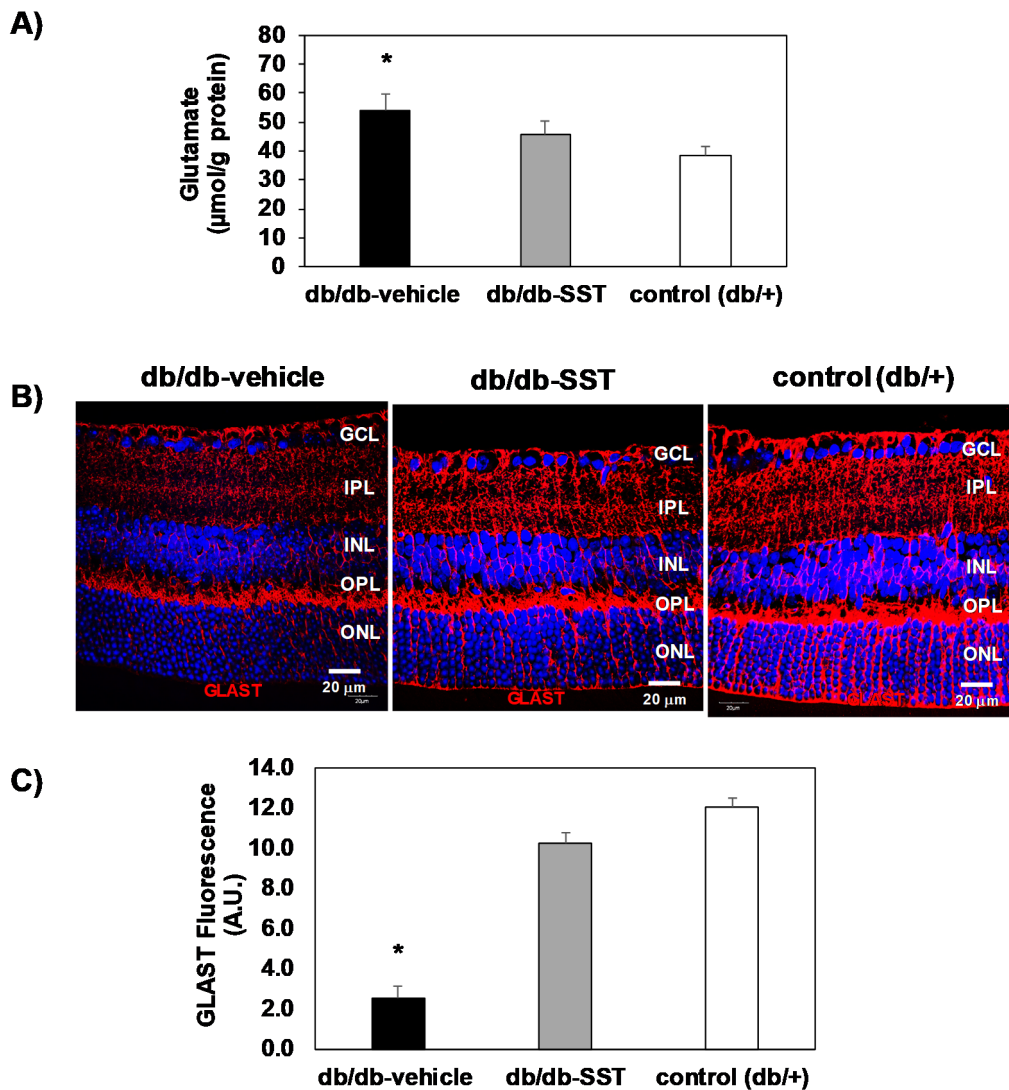 A)
Glutamate
(µmol/g protein)
80
70
60
50
40
30
20
10
0
*
db/db-vehicle db/db-SST control (db/+)
B)
db/db-vehicle db/db-SST control (db/+)
GCL
IPL
INL
OPL
ONL
20 µm
20µm
GLAST
GCL
IPL
INL
OPL
ONL
20 µm
GLAST
GCL
IPL
INL
OPL
ONL
20 µm
20µm
GLAST
C)
GLAST Fluorescence
(A.U.)
14.0
12.0
10.0
8.0
6.0
4.0
2.0
0.0
*
db/db-vehicle db/db-SST control (db/+)